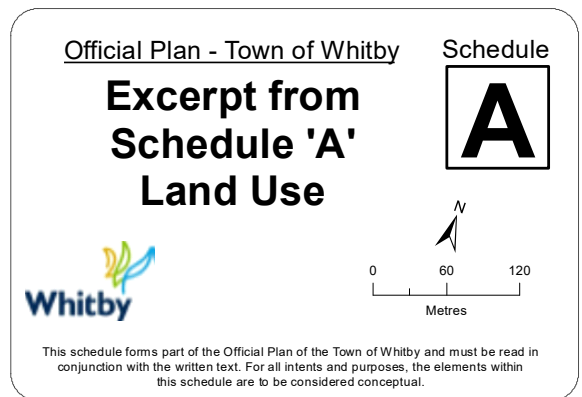 Official Plan - Town of Whitby
Schedule
Excerpt from
Schedule 'A'
Land Use
A
N
0 60 120
Metres
Whitby
This schedule forms part of the Official Plan of the Town of Whitby and must be read in
conjunction with the written text. For all intents and purposes, the elements within
this schedule are to be considered conceptual.